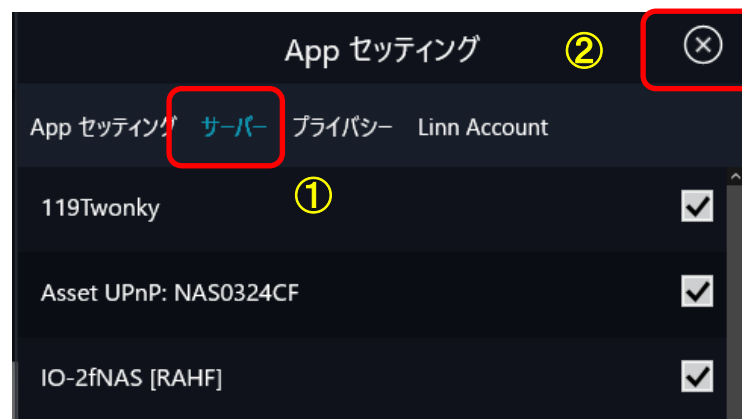 App セッティング ②
App セッティング サーバー プライバシー Linn Account
①
119Twonky
Asset UPnP: NAS0324CF
IO-2fNAS [RAHF]